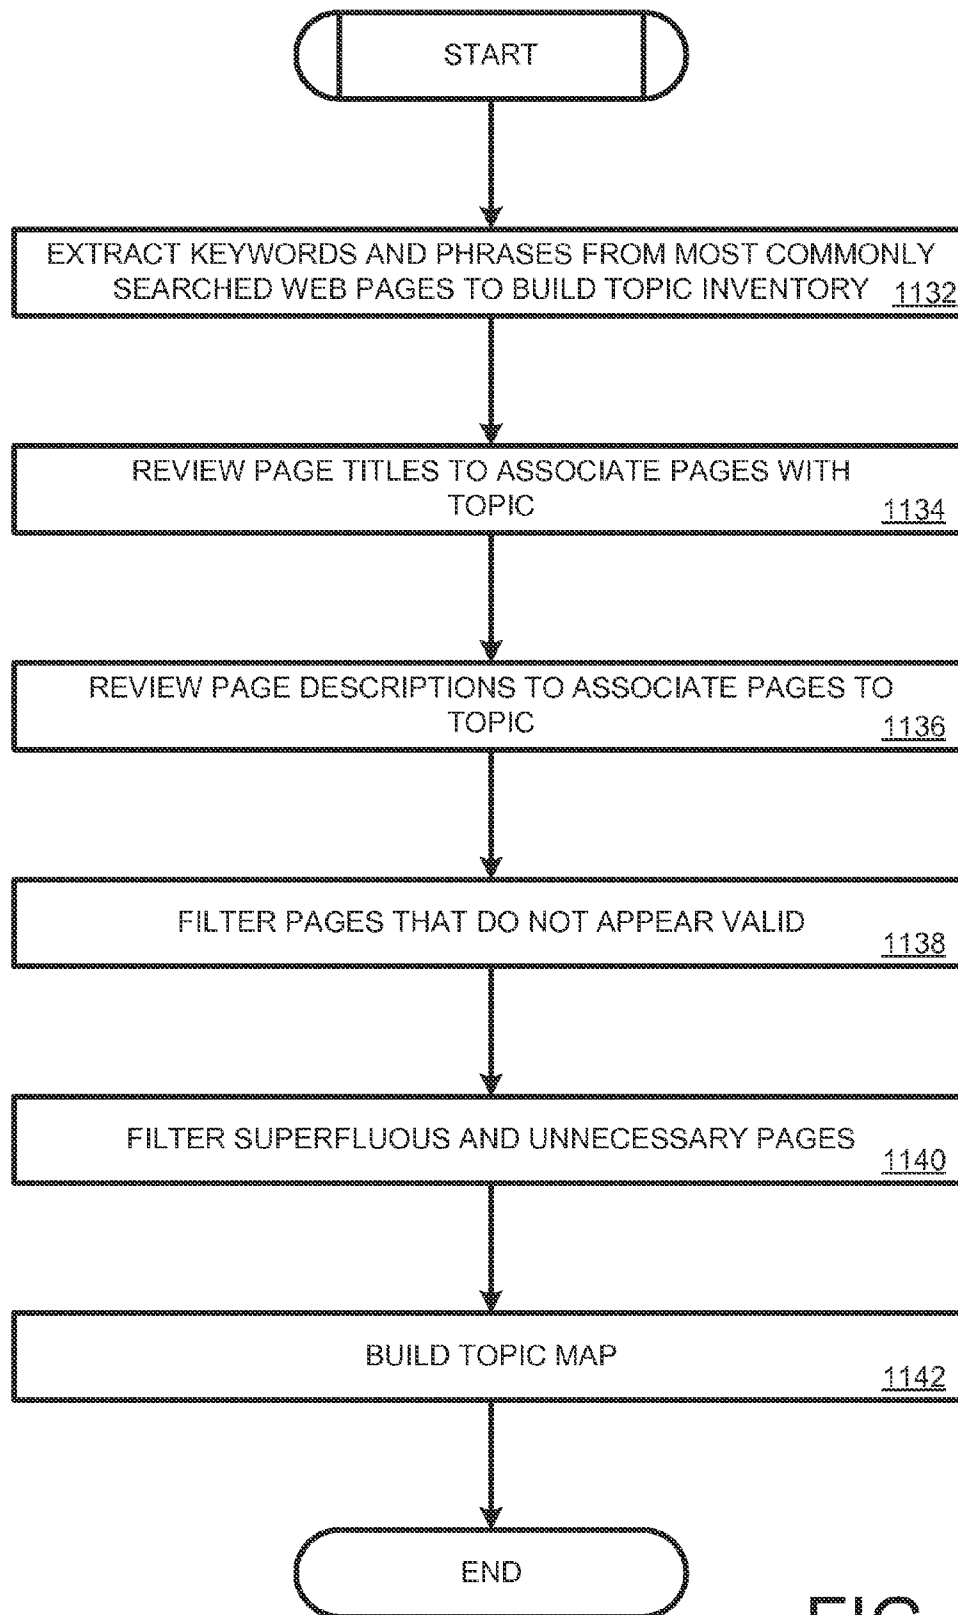 START
EXTRACT KEYWORDS AND PHRASES FROM MOST COMMONLY
SEARCHED WEB PAGES TO BUILD TOPIC INVENTORY 1132
REVIEW PAGE TITLES TO ASSOCIATE PAGES WITH
TOPIC 1134
REVIEW PAGE DESCRIPTIONS TO ASSOCIATE PAGES TO
TOPIC 1136
FILTER PAGES THAT DO NOT APPEAR VALID
1138
FILTER SUPERFLUOUS AND UNNECESSARY PAGES
1140
BUILD TOPIC MAP
1142
END
FIG